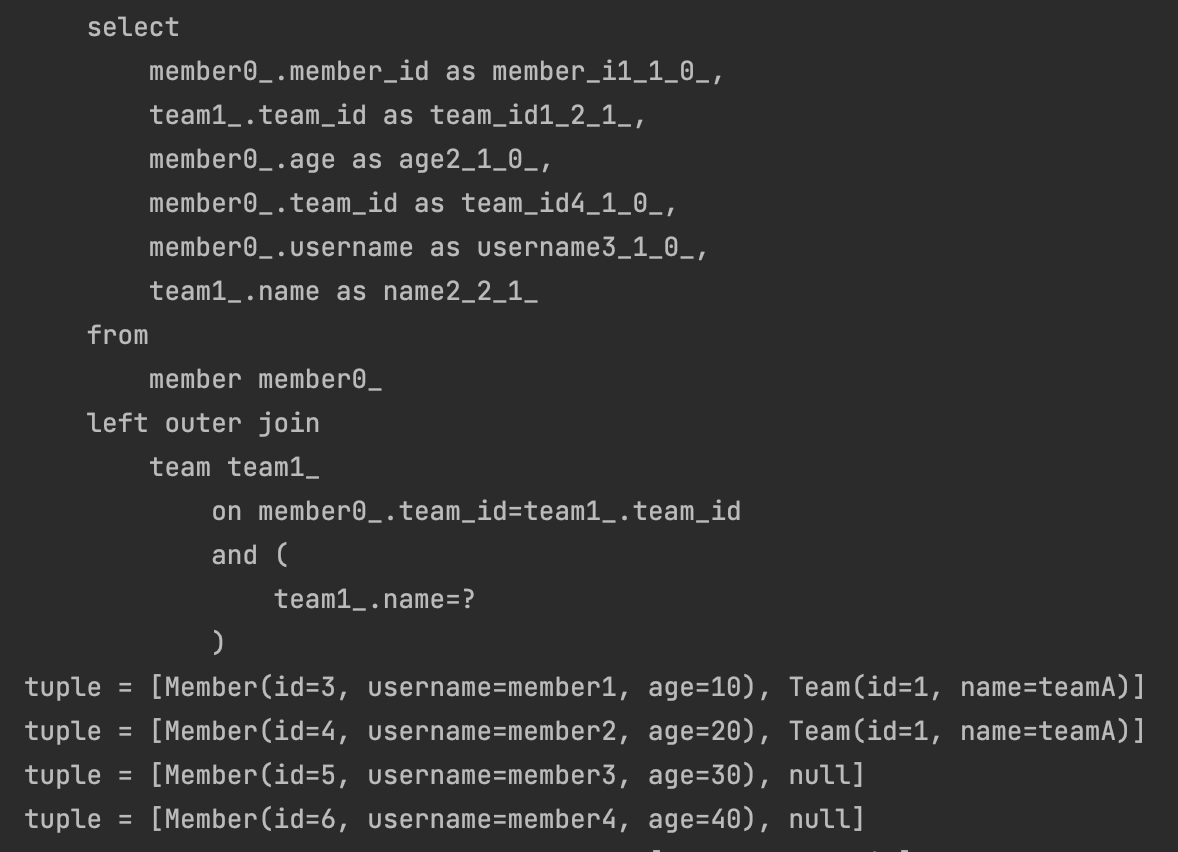 select
member0_.member_id as member_i1_1_0_,
team1_.team_id as team_id1_2_1_,
member0_.age as age2_1_0_,
member0_.team_id as team_id4_1_0_,
member0_.username as username3_1_0_,
team1_.name as name2_2_1_
from
member member0_
left outer join
team team1_
on member0_.team_id=team1_.team_id
and (
team1_.name=?
)
tuple = [Member(id=3, username=member1, age=10), Team(id=1, name=teamA)]
tuple = [Member(id=4, username=member2, age=20), Team(id=1, name=teamA)]
tuple = [Member(id=5, username=member3, age=30), null]
tuple = [Member(id=6, username=member4, age=40), null]